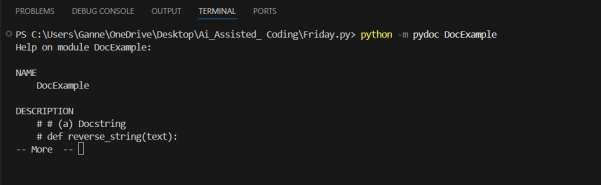 PROBLEMS DEBUG CONSOLE OUTPUT TERMINAL PORTS
PS C:\Users\Ganne\OneDrive\Desktop\Ai_Assisted_ Coding\Friday.py> python -m pydoc DocExample
Help on module DocExample:
NAME
DocExample
DESCRIPTION
# # (a) Docstring
# def reverse_string(text):
-- More  --